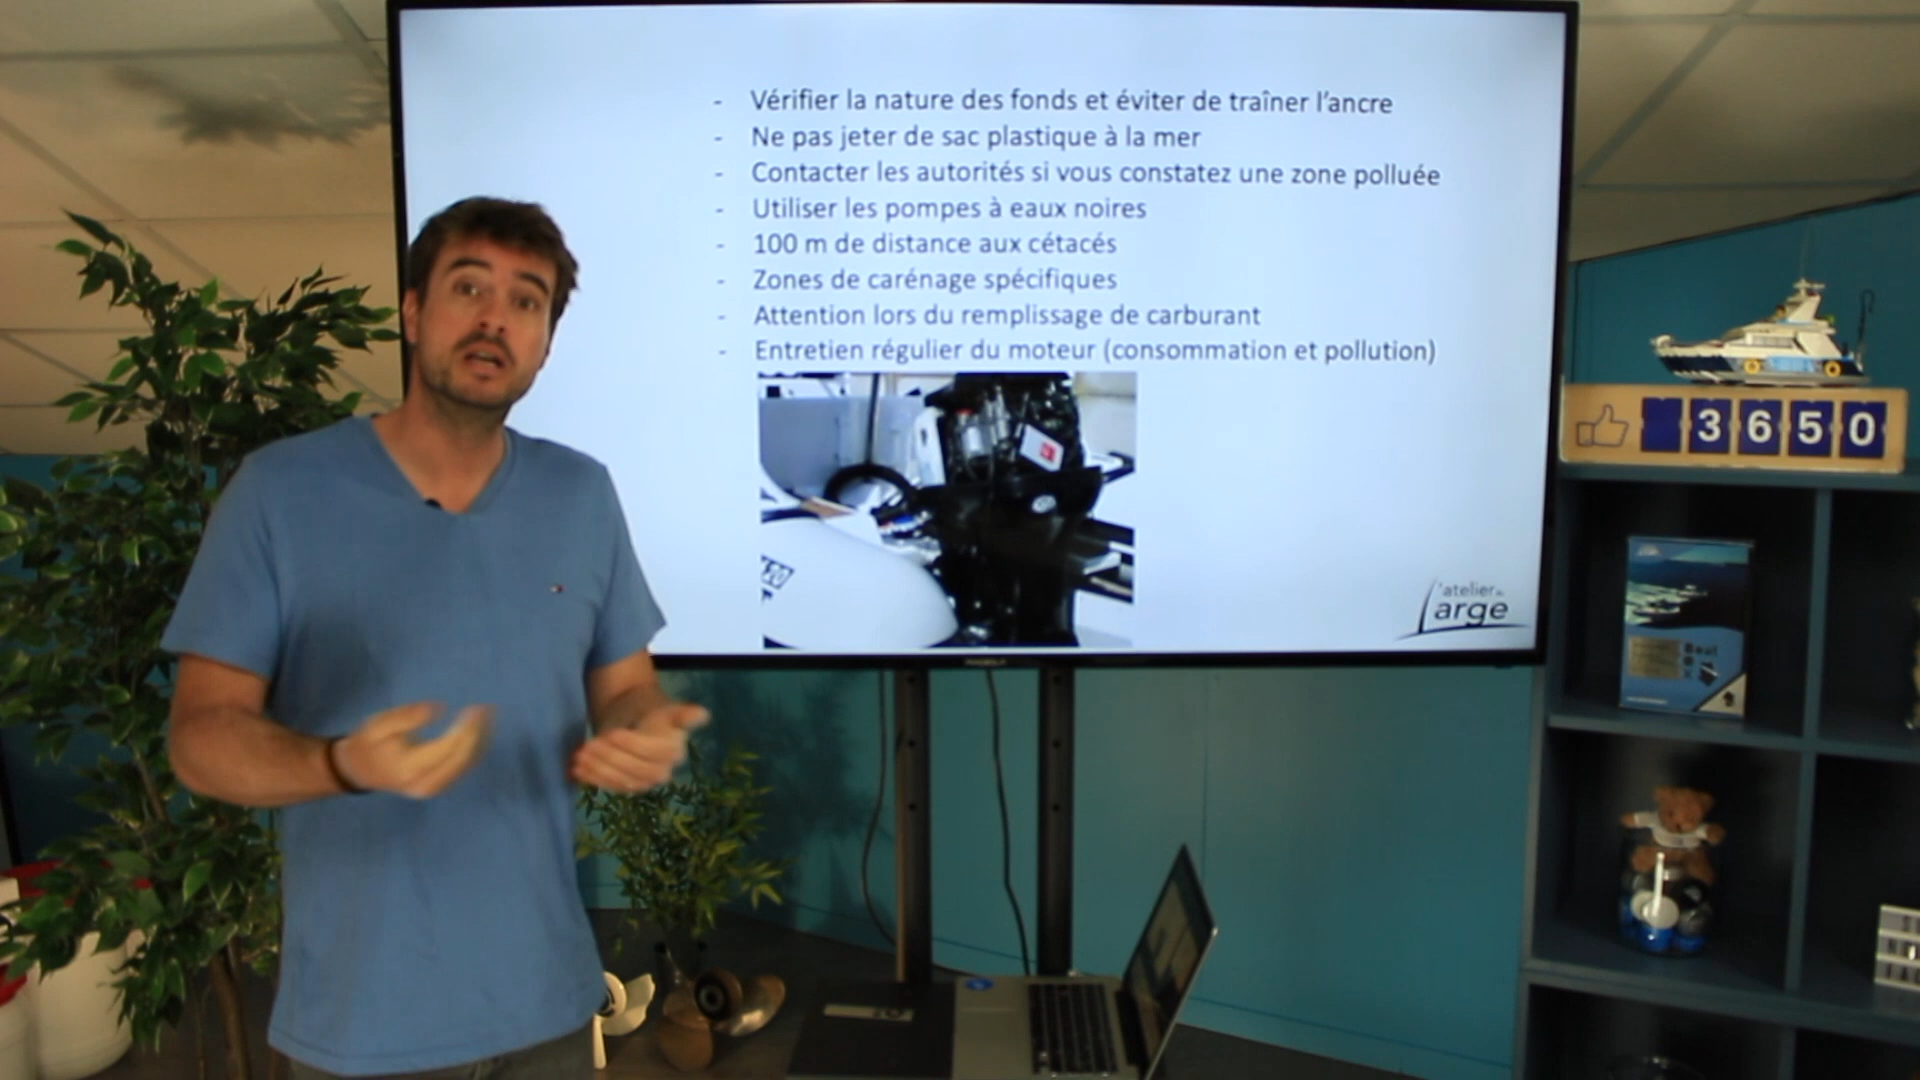 - Vérifier la nature des fonds et éviter de traîner l'ancre
- Ne pas jeter de sac plastique à la mer
- Contacter les autorités si vous constatez une zone polluée
- Utiliser les pompes à eaux noires
- 100 m de distance aux cétacés
- Zones de carénage spécifiques
- Attention lors du remplissage de carburant
- Entretien régulier du moteur (consommation et pollution)
l'atelier du
large
3650